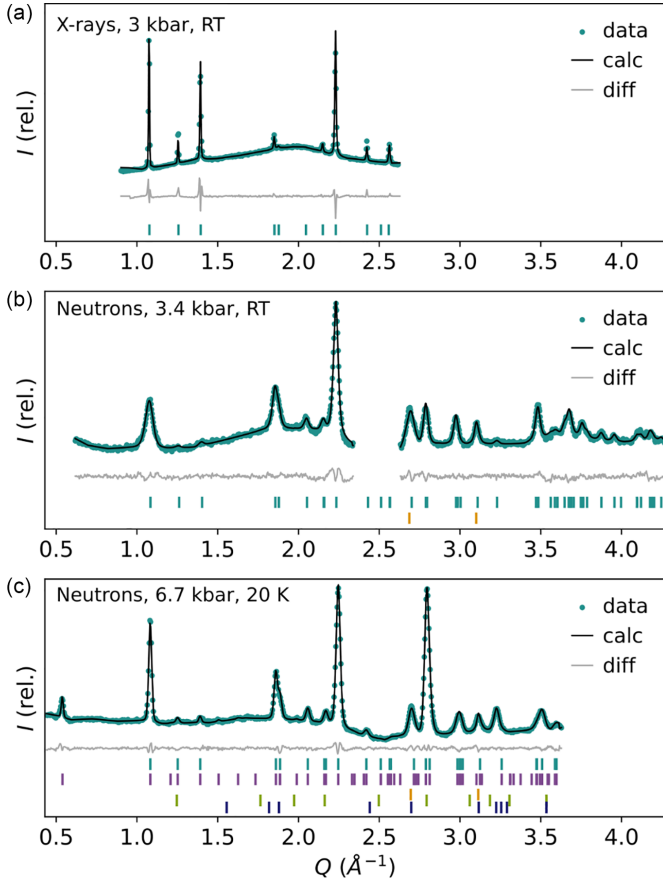 (a)
X-rays, 3 kbar, RT
data
calc
diff
I (rel.)
0.5 1.0 1.5 2.0 2.5 3.0 3.5 4.0
(b)
Neutrons, 3.4 kbar, RT
data
calc
diff
I (rel.)
0.5 1.0 1.5 2.0 2.5 3.0 3.5 4.0
(c)
Neutrons, 6.7 kbar, 20 K
data
calc
diff
I (rel.)
0.5 1.0 1.5 2.0 2.5 3.0 3.5 4.0
Q (Å⁻¹)